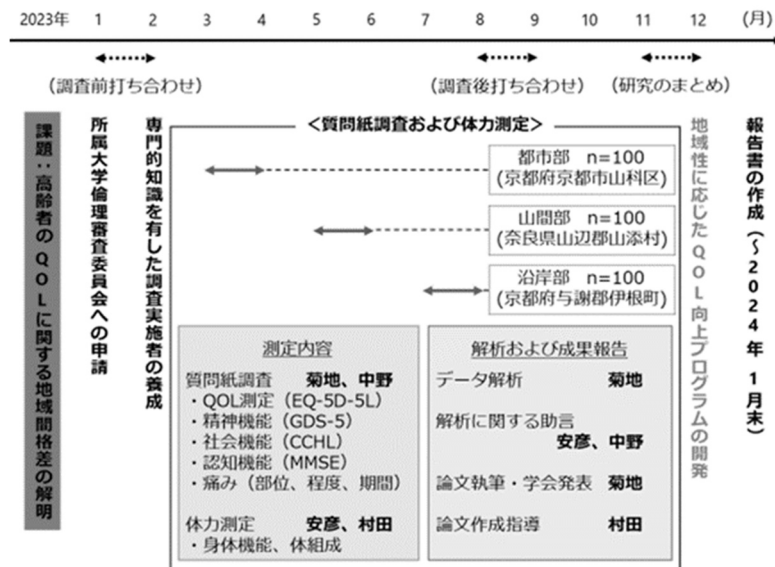 2023年 1 2 3 4 5 6 7 8 9 10 11 12 (月)
(調査前打ち合わせ)
(調査後打ち合わせ)
(研究のまとめ)
課題：高齢者のQOLに関する地域間格差の解明
所属大学倫理審査委員会への申請
専門的知識を有した調査実施者の養成
<質問紙調査および体力測定>
都市部 n=100
(京都府京都市山科区)
山間部 n=100
(奈良県山辺郡山添村)
沿岸部 n=100
(京都府与謝郡伊根町)
測定内容
質問紙調査 菊地、中野
・QOL測定（EQ-5D-5L）
・精神機能（GDS-5）
・社会機能（CCHL）
・認知機能（MMSE）
・痛み（部位、程度、期間）
体力測定 安彦、村田
・身体機能、体組成
解析および成果報告
データ解析 菊地
解析に関する助言
安彦、中野
論文執筆・学会発表 菊地
論文作成指導 村田
地域性に応じたQOL向上プログラムの開発
報告書の作成（～2024年1月末）